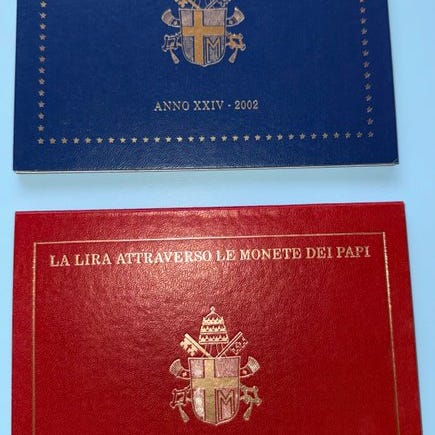 ANNO XXIV - 2002
LA LIRA ATTRAVERSO LE MONETE DEI PAPI
M